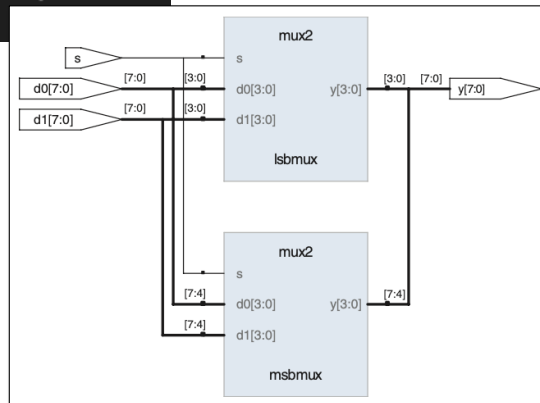 mux2
s
s
[7:0]
[3:0]
[3:0]
[7:0]
d0[7:0]
d0[3:0]
y[3:0]
y[7:0]
[7:0]
[3:0]
d1[7:0]
d1[3:0]
lsbmux
mux2
s
[7:4]
[7:4]
d0[3:0]
y[3:0]
[7:4]
d1[3:0]
msbmux